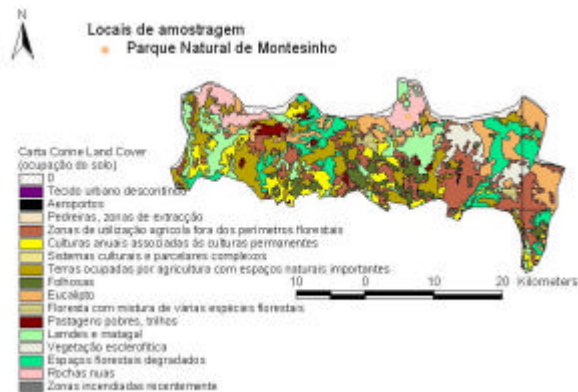 N
Locais de amostragem
Parque Natural de Montesinho
Carta Corine Land Cover
(ocupação do solo)
0
Tecido urbano descontínuo
Aeroportos
Pedreiras, zonas de extracção
Zonas de utilização agrícola fora dos perímetros florestais
Culturas anuais associadas às culturas permanentes
Sistemas culturais e parcelares complexos
Terras ocupadas por agricultura com espaços naturais importantes
Folhosas
Eucalipto
Floresta com mistura de várias espécies florestais
Pastagens pobres, trilhos
Landes e matagal
Vegetação esclerofítica
Espaços florestais degradados
Rochas nuas
Zonas incendiadas recentemente
10 0 10 20 Kilometers